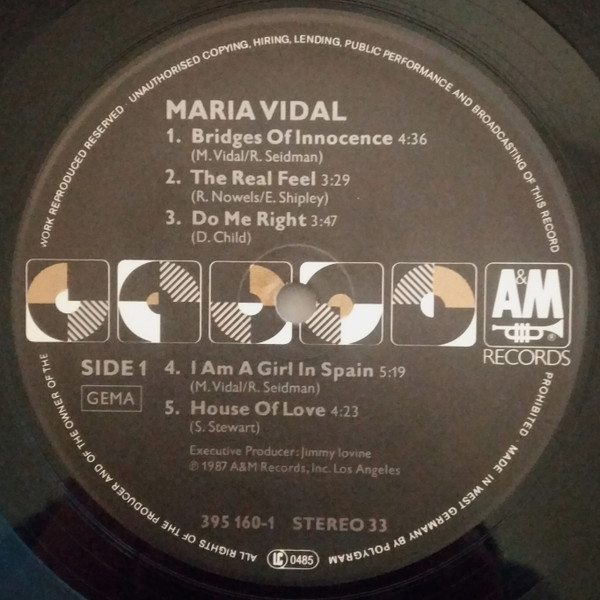 WORK REPRODUCED RESERVED · UNAUTHORISED COPYING, HIRING, LENDING, PUBLIC PERFORMANCE AND BROADCASTING OF THIS RECORD
MARIA VIDAL
1. Bridges Of Innocence 4:36
(M. Vidal/R. Seidman)
2. The Real Feel 3:29
(R. Nowels/E. Shipley)
3. Do Me Right 3:47
(D. Child)
A&M
®
RECORDS
SIDE 1
GEMA
4. I Am A Girl In Spain 5:19
(M. Vidal/R. Seidman)
5. House Of Love 4:23
(S. Stewart)
Executive Producer: Jimmy Iovine
℗ 1987 A&M Records, Inc. Los Angeles
395 160-1 STEREO 33
PROHIBITED · MADE IN WEST GERMANY BY POLYGRAM
LC 0485
ALL RIGHTS OF THE PRODUCER AND OF THE OWNER OF THE